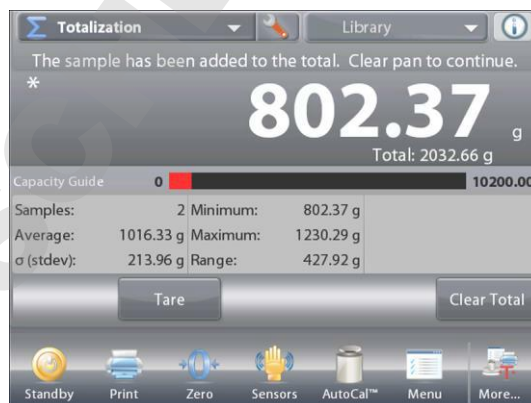 Σ Totalization Library
The sample has been added to the total. Clear pan to continue.
*
802.37 g
Total: 2032.66 g
Capacity Guide 0 10200.00
Samples: 2 Minimum: 802.37 g
Average: 1016.33 g Maximum: 1230.29 g
σ (stdev): 213.96 g Range: 427.92 g
Tare Clear Total
Standby Print Zero Sensors AutoCal™ Menu More...